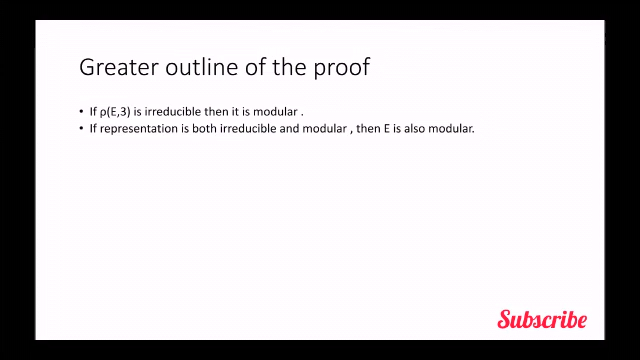 Greater outline of the proof
• If ρ(E,3) is irreducible then it is modular .
• If representation is both irreducible and modular , then E is also modular.
Subscribe